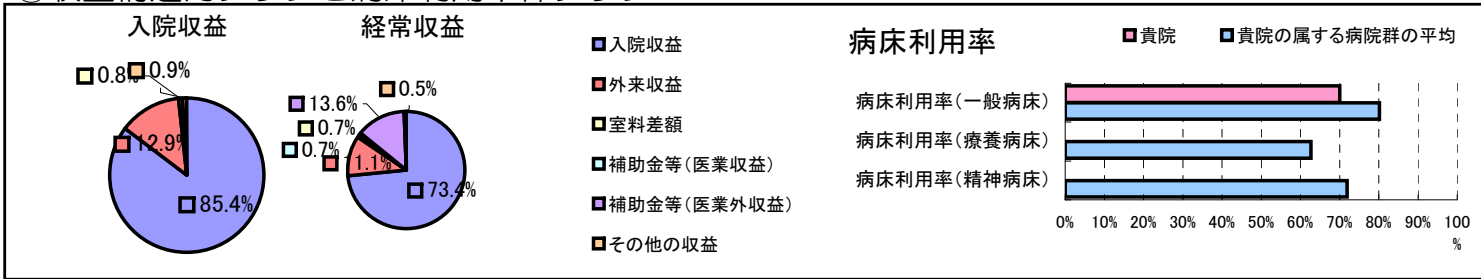 入院収益
0.8%
0.9%
12.9%
85.4%
経常収益
0.5%
13.6%
0.7%
0.7%
1.1%
73.4%
入院収益
外来収益
室料差額
補助金等(医業収益)
補助金等(医業外収益)
その他の収益
病床利用率
貴院
貴院の属する病院群の平均
病床利用率(一般病床)
病床利用率(療養病床)
病床利用率(精神病床)
0% 10% 20% 30% 40% 50% 60% 70% 80% 90% 100
%